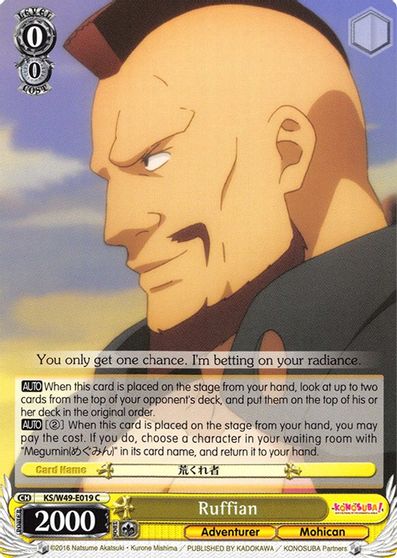 LEVEL
0
0
COST
You only get one chance. I'm betting on your radiance.
AUTO When this card is placed on the stage from your hand, look at up to two
cards from the top of your opponent's deck, and put them on the top of his or
her deck in the original order.
AUTO [②] When this card is placed on the stage from your hand, you may
pay the cost. If you do, choose a character in your waiting room with
"Megumin(めぐみん)" in its card name, and return it to your hand.
Card Name 荒くれ者
CH KS/W49-E019 C
POWER 2000
SOUL
Ruffian
KONOSUBA!
Adventurer Mohican
©2016 Natsume Akatsuki・Kurone Mishima / PUBLISHED BY KADOKAWA / KONOSUBA Partners